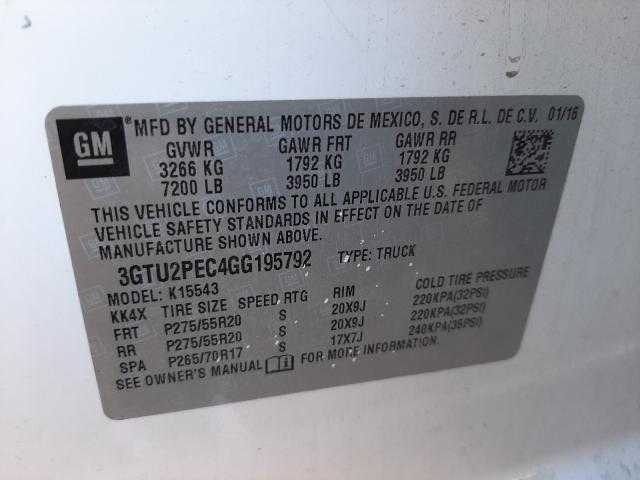 GM
® MFD BY GENERAL MOTORS DE MEXICO, S. DE R.L. DE C.V. 01/16
GVWR GAWR FRT GAWR RR
3266 KG 1792 KG 1792 KG
7200 LB 3950 LB 3950 LB
THIS VEHICLE CONFORMS TO ALL APPLICABLE U.S. FEDERAL MOTOR
VEHICLE SAFETY STANDARDS IN EFFECT ON THE DATE OF
MANUFACTURE SHOWN ABOVE.
3GTU2PEC4GG195792 TYPE: TRUCK
MODEL: K15543
KK4X TIRE SIZE SPEED RTG RIM COLD TIRE PRESSURE
FRT P275/55R20 S 20X9J 220KPA(32PSI)
RR P275/55R20 S 20X9J 220KPA(32PSI)
SPA P265/70R17 S 17X7J 240KPA(35PSI)
SEE OWNER'S MANUAL i FOR MORE INFORMATION.